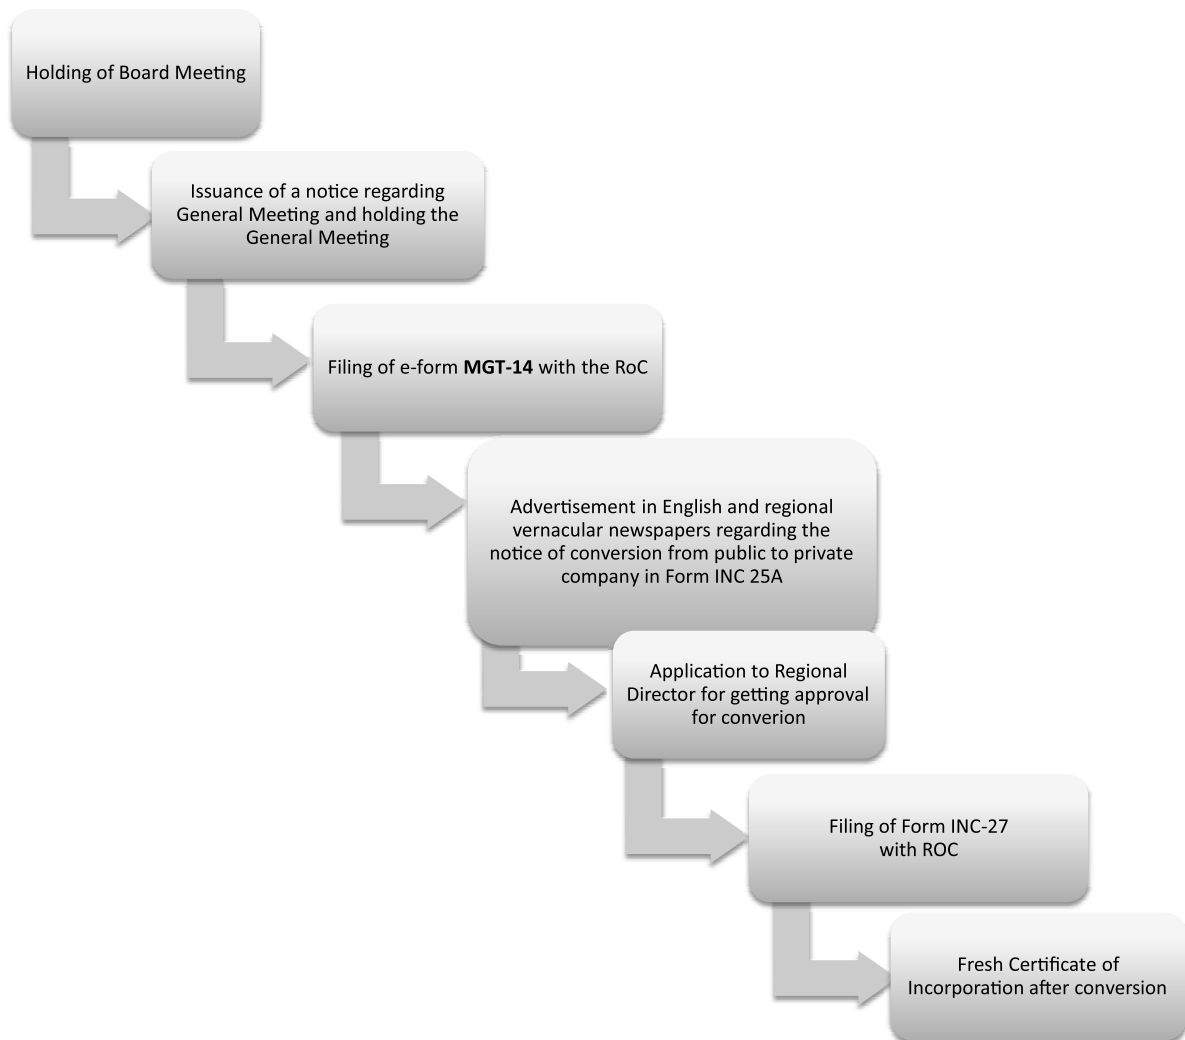 Holding of Board Meeting
Issuance of a notice regarding
General Meeting and holding the
General Meeting
Filing of e-form MGT-14 with the RoC
Advertisement in English and regional
vernacular newspapers regarding the
notice of conversion from public to private
company in Form INC 25A
Application to Regional
Director for getting approval
for converion
Filing of Form INC-27
with ROC
Fresh Certificate of
Incorporation after conversion